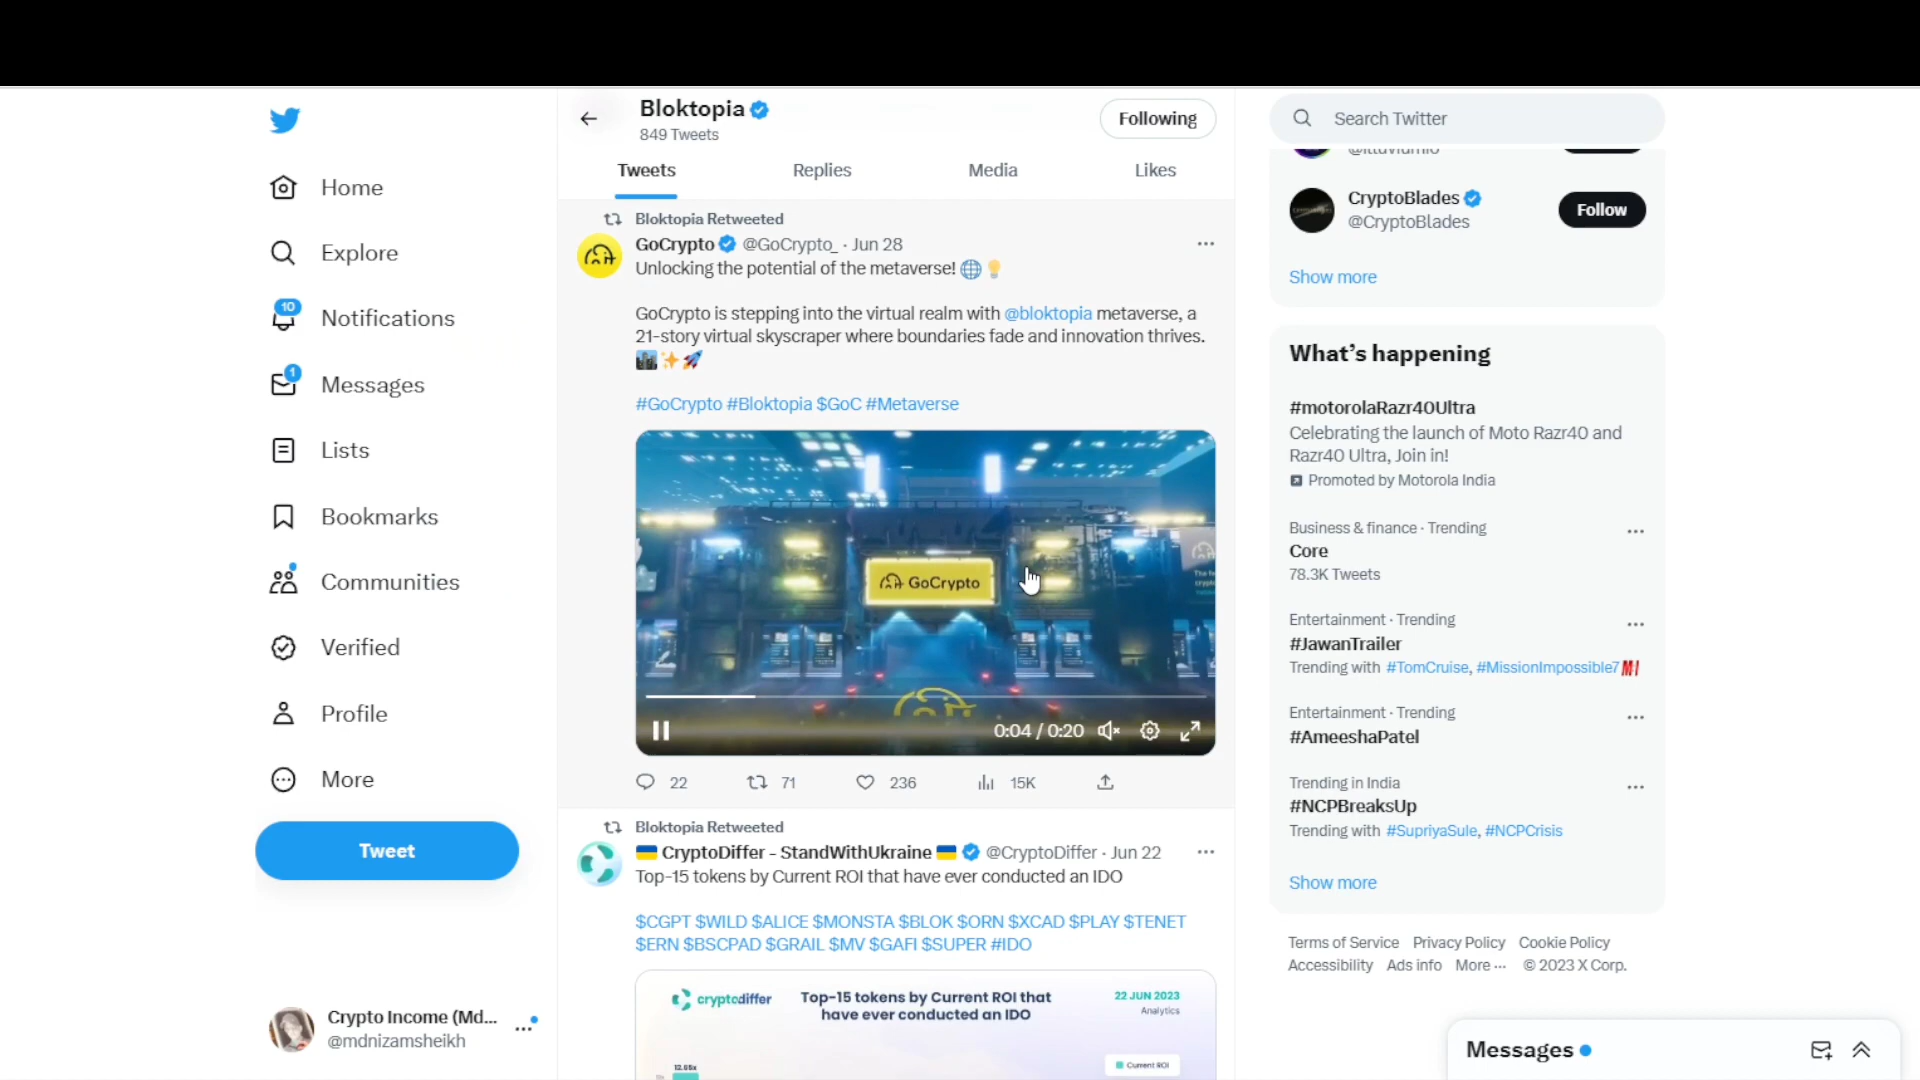 Bloktopia
849 Tweets
Following
Search Twitter
Tweets
Replies
Media
Likes
Home
Explore
10
Notifications
1
Messages
Lists
Bookmarks
Communities
Verified
Profile
More
Tweet
Crypto Income (Md...
@mdnizamsheikh
Bloktopia Retweeted
GoCrypto @GoCrypto_ · Jun 28
Unlocking the potential of the metaverse!
GoCrypto is stepping into the virtual realm with @bloktopia metaverse, a
21-story virtual skyscraper where boundaries fade and innovation thrives.
#GoCrypto #Bloktopia $GoC #Metaverse
GoCrypto
0:04 / 0:20
22
71
236
15K
Bloktopia Retweeted
CryptoDiffer - StandWithUkraine @CryptoDiffer · Jun 22
Top-15 tokens by Current ROI that have ever conducted an IDO
$CGPT $WILD $ALICE $MONSTA $BLOK $ORN $XCAD $PLAY $TENET
$ERN $BSCPAD $GRAIL $MV $GAFI $SUPER #IDO
cryptodiffer
Top-15 tokens by Current ROI that
have ever conducted an IDO
22 JUN 2023
Analytics
Current ROI
12.65x
CryptoBlades
@CryptoBlades
Follow
Show more
What's happening
#motorolaRazr40Ultra
Celebrating the launch of Moto Razr40 and
Razr40 Ultra, Join in!
Promoted by Motorola India
Business & finance · Trending
Core
78.3K Tweets
Entertainment · Trending
#JawanTrailer
Trending with #TomCruise, #MissionImpossible7
Entertainment · Trending
#AmeeshaPatel
Trending in India
#NCPBreaksUp
Trending with #SupriyaSule, #NCPCrisis
Show more
Terms of Service Privacy Policy Cookie Policy
Accessibility Ads info More ··· © 2023 X Corp.
Messages